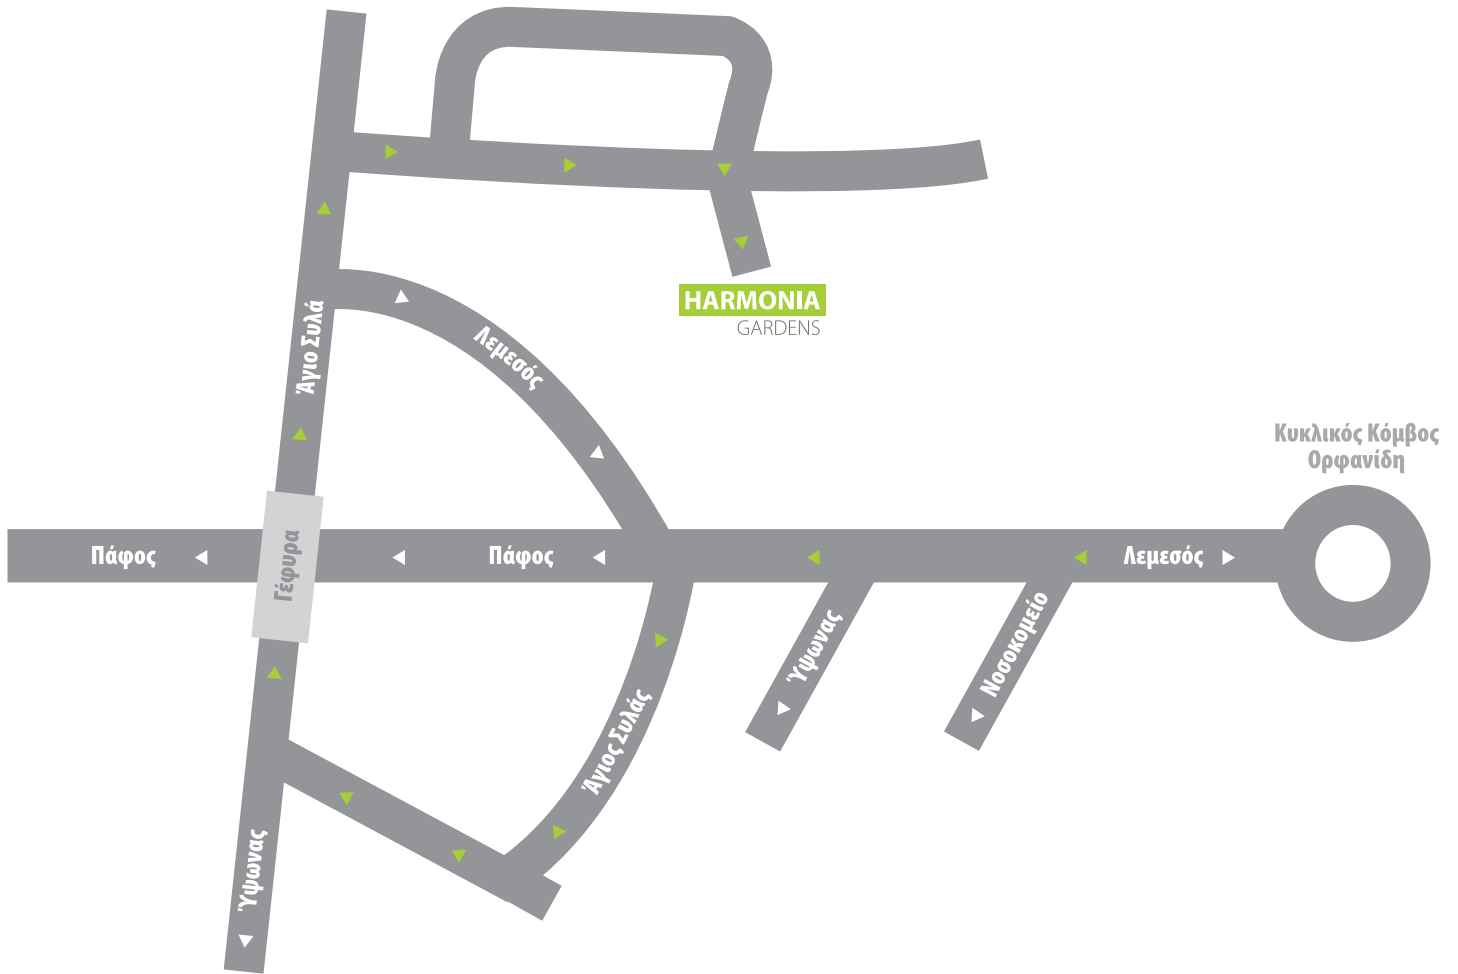 HARMONIA
GARDENS
Άγιο Συλά
Λεμεσός
Κυκλικός Κόμβος
Ορφανίδη
Πάφος
Γέφυρα
Πάφος
Λεμεσός
Ύψωνας
Νοσοκομείο
Άγιος Συλάς
Ύψωνας